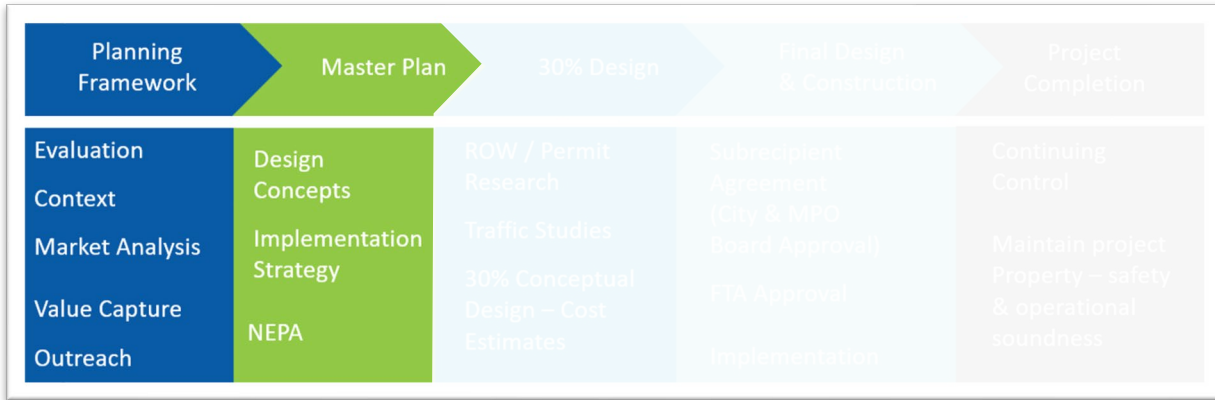 Planning
Framework
Master Plan
30% Design
Final Design
& Construction
Project
Completion
Evaluation
Context
Market Analysis
Value Capture
Outreach
Design
Concepts
Implementation
Strategy
NEPA
ROW / Permit
Research
Traffic Studies
30% Conceptual
Design – Cost
Estimates
Subrecipient
Agreement
(City & MPO
Board Approval)
FTA Approval
Implementation
Continuing
Control
Maintain project
Property – safety
& operational
soundness